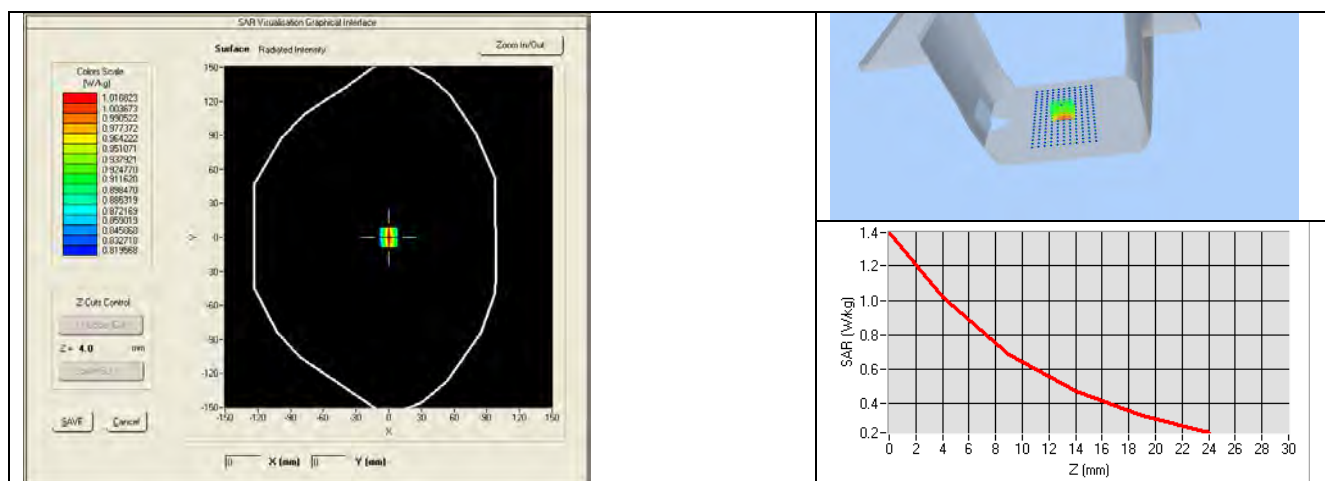 SAR Visualisation Graphical Interface
Surface Radiated Intensity
Zoom In/Out
Colors Scale
(W/kg)
1.016823
1.003673
0.990522
0.977372
0.964222
0.951071
0.937921
0.924770
0.911620
0.898470
0.885319
0.872169
0.859019
0.845868
0.832718
0.819568
150-
120-
90-
60-
30-
Y 0-
30-
-60-
-90-
-120-
-150-
-150 -120 -90 -60 -30 0 30 60 90 120 150
X
Z Cuts Control
Z = 4.0 mm
SAVE Cancel
0 X (mm) 0 Y (mm)
1.4-
1.2-
1.0-
0.8-
0.6-
0.4-
0.2-
SAR (W/kg)
0 2 4 6 8 10 12 14 16 18 20 22 24 26 28 30
Z (mm)